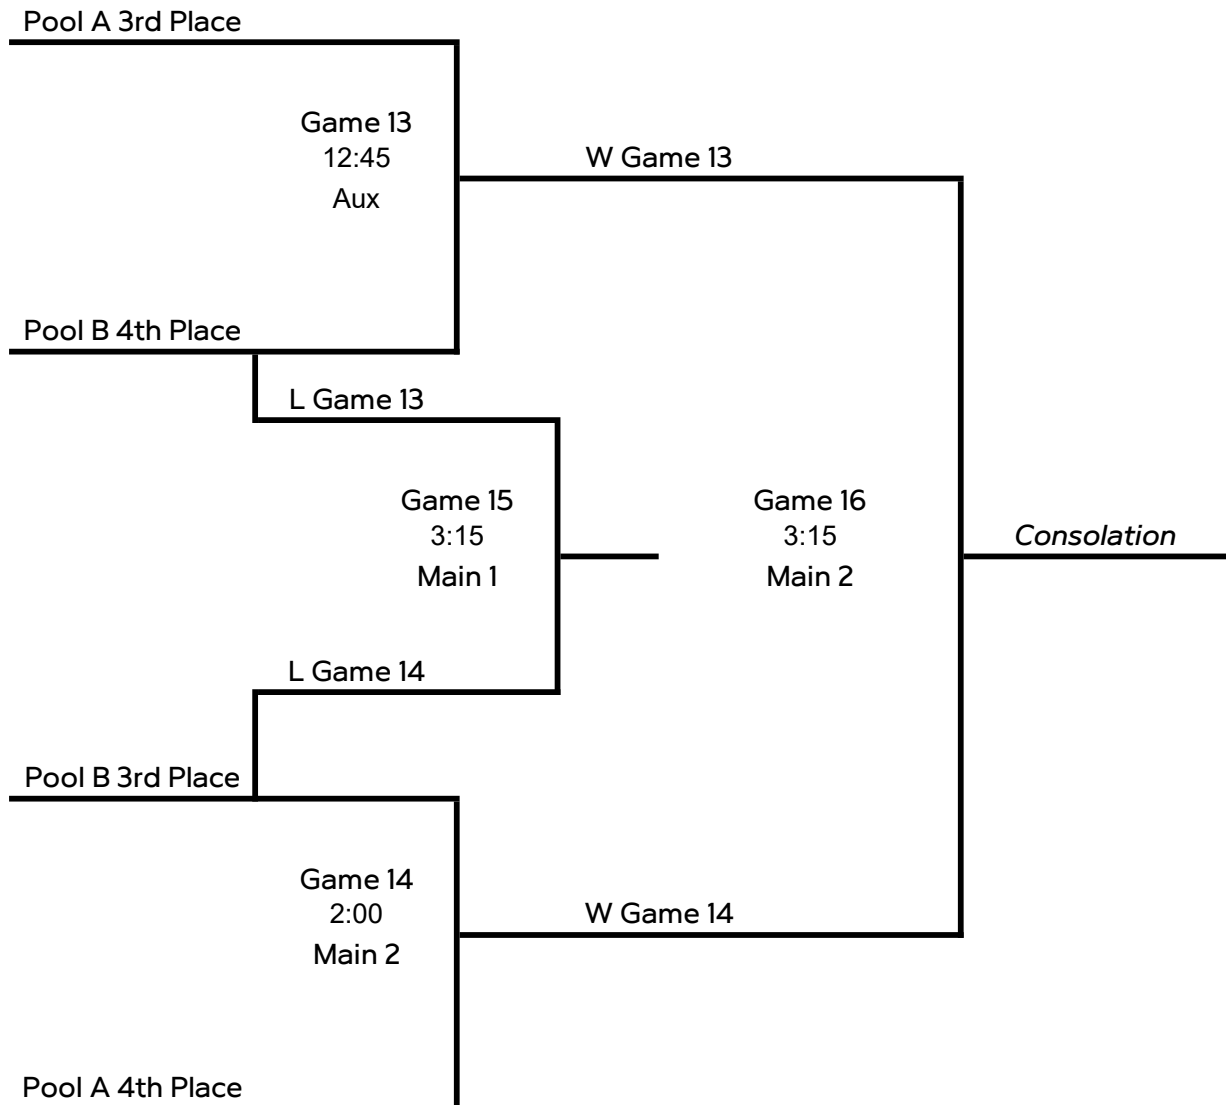 Pool A 3rd Place
Game 13
12:45
Aux
W Game 13
Pool B 4th Place
L Game 13
Game 15
3:15
Main 1
Game 16
3:15
Main 2
Consolation
L Game 14
Pool B 3rd Place
Game 14
2:00
Main 2
W Game 14
Pool A 4th Place